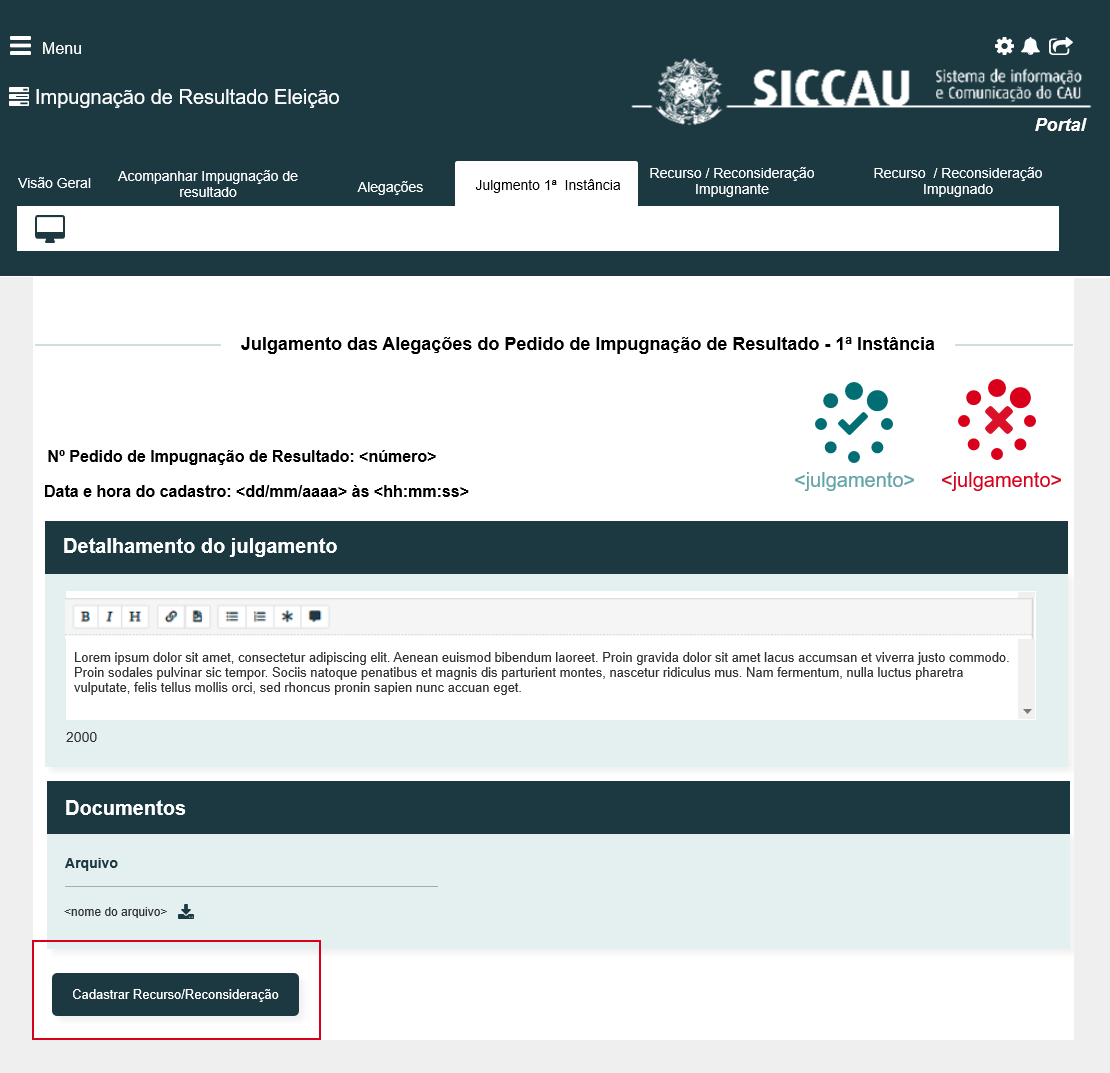 Menu
Impugnação de Resultado Eleição
SICCAU
Sistema de informação
e Comunicação do CAU
Portal
Visão Geral
Acompanhar Impugnação de
resultado
Alegações
Julgmento 1ª Instância
Recurso / Reconsideração
Impugnante
Recurso / Reconsideração
Impugnado
Julgamento das Alegações do Pedido de Impugnação de Resultado - 1ª Instância
<julgamento>
<julgamento>
Nº Pedido de Impugnação de Resultado: <número>
Data e hora do cadastro: <dd/mm/aaaa> às <hh:mm:ss>
Detalhamento do julgamento
B I H
Lorem ipsum dolor sit amet, consectetur adipiscing elit. Aenean euismod bibendum laoreet. Proin gravida dolor sit amet lacus accumsan et viverra justo commodo.
Proin sodales pulvinar sic tempor. Sociis natoque penatibus et magnis dis parturient montes, nascetur ridiculus mus. Nam fermentum, nulla luctus pharetra
vulputate, felis tellus mollis orci, sed rhoncus pronin sapien nunc accuan eget.
2000
Documentos
Arquivo
<nome do arquivo>
Cadastrar Recurso/Reconsideração